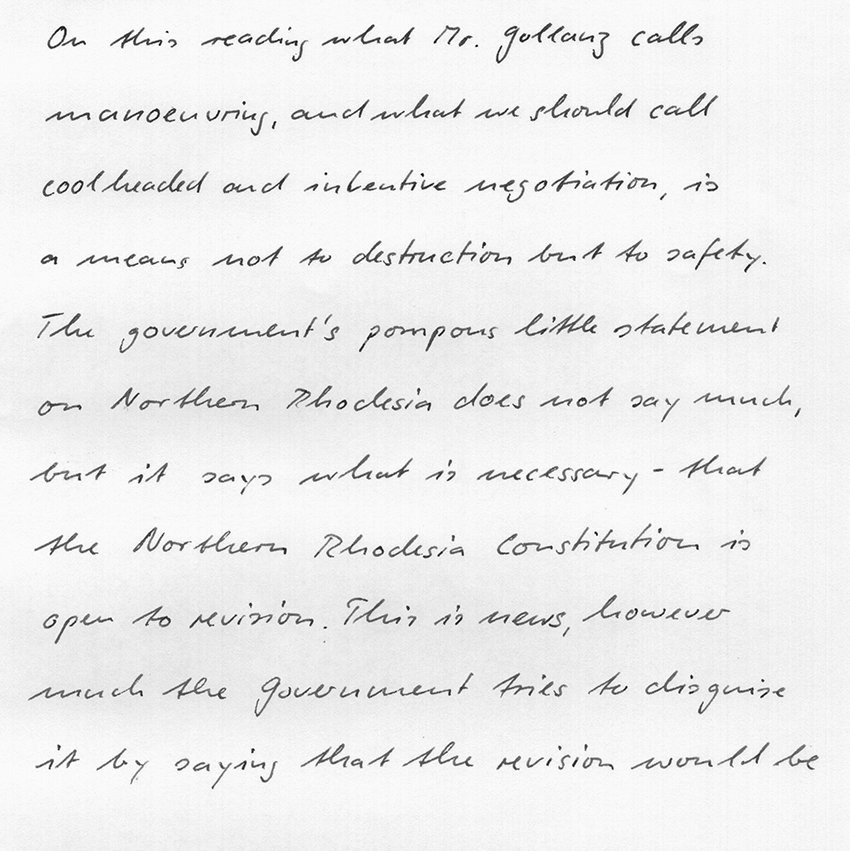 On this reading what Mr. Gollanz calls
manoeuvring, and what we should call
coolheaded and inventive negotiation, is
a means not to destruction but to safety.
The government's pompous little statement
on Northern Rhodesia does not say much,
but it says what is necessary - that
the Northern Rhodesia Constitution is
open to revision. This is news, however
much the Government tries to disguise
it by saying that the revision would be